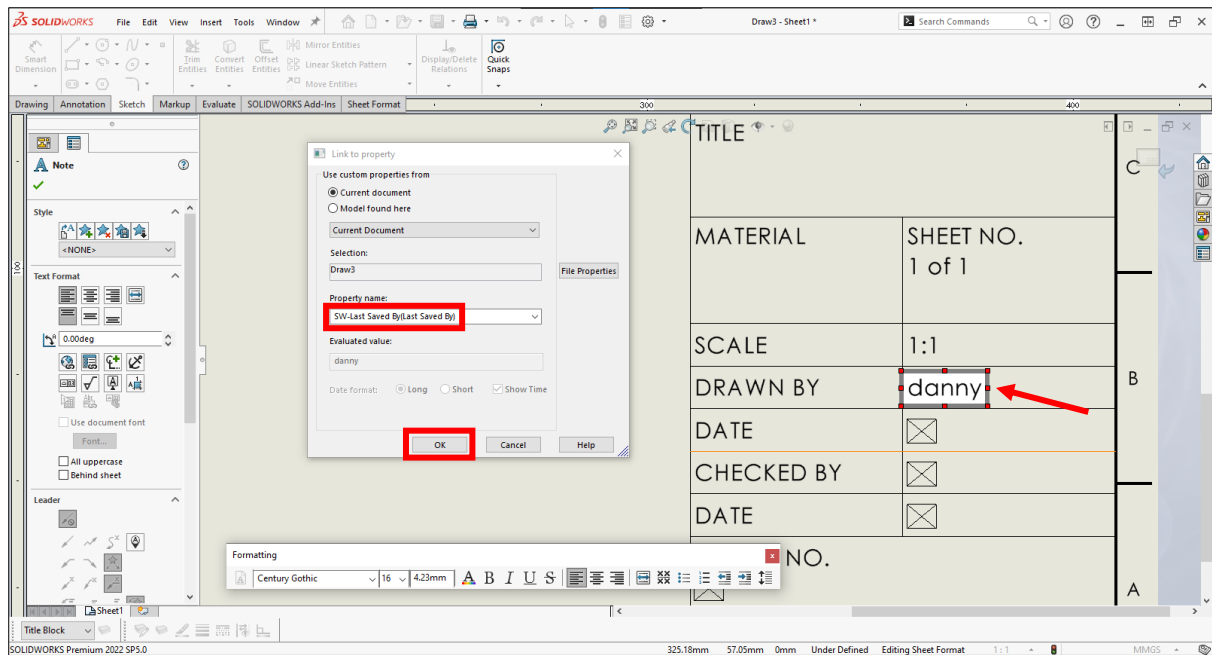 SOLIDWORKS File Edit View Insert Tools Window Draw3 - Sheet1 * Search Commands
Smart Dimension
Trim Entities
Convert Entities
Offset Entities
Mirror Entities
Linear Sketch Pattern
Move Entities
Display/Delete Relations
Quick Snaps
Drawing Annotation Sketch Markup Evaluate SOLIDWORKS Add-Ins Sheet Format
300 400
100
Note
Style
<NONE>
Text Format
0.00deg
Use document font
Font...
All uppercase
Behind sheet
Leader
Link to property
Use custom properties from
Current document
Model found here
Current Document
Selection:
Draw3
File Properties
Property name:
SW-Last Saved By(Last Saved By)
Evaluated value:
danny
Date format: Long Short Show Time
OK Cancel Help
TITLE
C
MATERIAL SHEET NO.
1 of 1
SCALE 1:1
DRAWN BY danny
B
DATE
CHECKED BY
DATE
NO.
A
Formatting
Century Gothic 16 4.23mm A B I U S
Sheet1
Title Block
SOLIDWORKS Premium 2022 SP5.0 325.18mm 57.05mm 0mm Under Defined Editing Sheet Format 1:1 MMGS